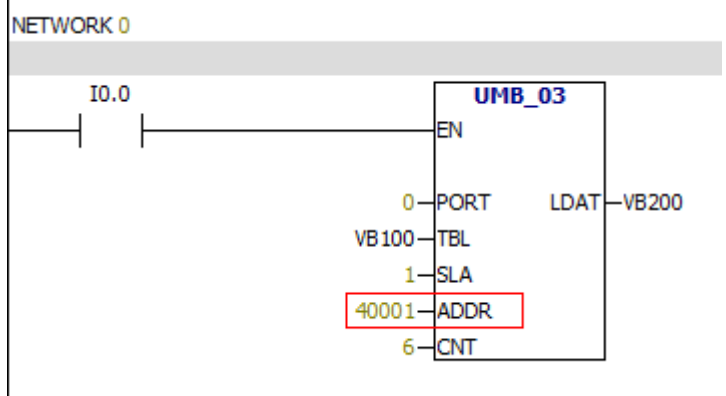 NETWORK 0
I0.0
UMB_03
EN
0 PORT LDAT VB200
VB100 TBL
1 SLA
40001 ADDR
6 CNT